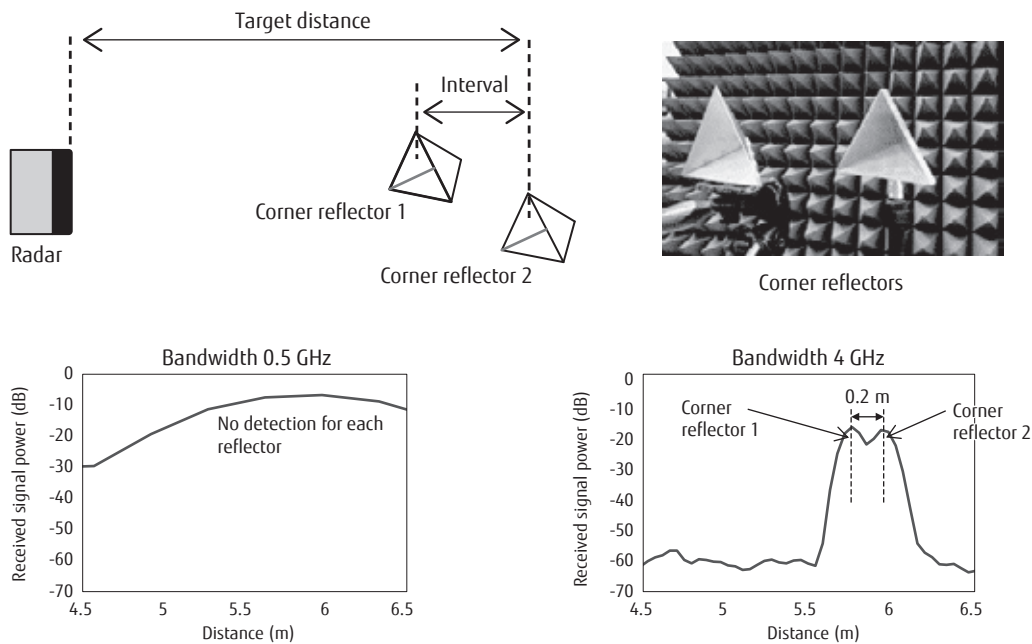 Target distance
Interval
Corner reflector 1
Radar
Corner reflector 2
Corner reflectors
Bandwidth 0.5 GHz
Received signal power (dB)
0
-10
-20
-30
-40
-50
-60
-70
No detection for each
reflector
4.5
5
5.5
6
6.5
Distance (m)
Bandwidth 4 GHz
Received signal power (dB)
0
-10
-20
-30
-40
-50
-60
-70
0.2 m
Corner
reflector 1
Corner
reflector 2
4.5
5
5.5
6
6.5
Distance (m)